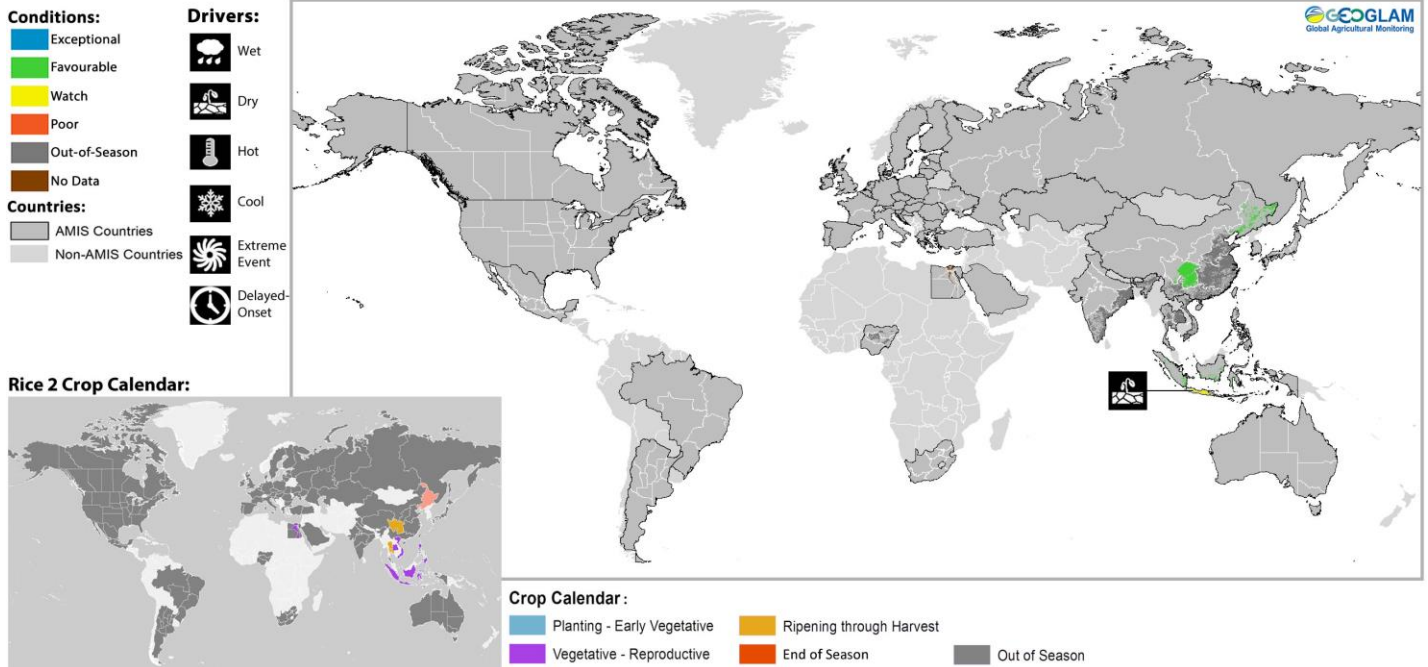 Conditions:
Exceptional
Favourable
Watch
Poor
Out-of-Season
No Data
Countries:
AMIS Countries
Non-AMIS Countries
Drivers:
Wet
Dry
Hot
Cool
Extreme
Event
Delayed-
Onset
GEOGLAM
Global Agricultural Monitoring
Rice 2 Crop Calendar:
Crop Calendar :
Planting - Early Vegetative
Vegetative - Reproductive
Ripening through Harvest
End of Season
Out of Season